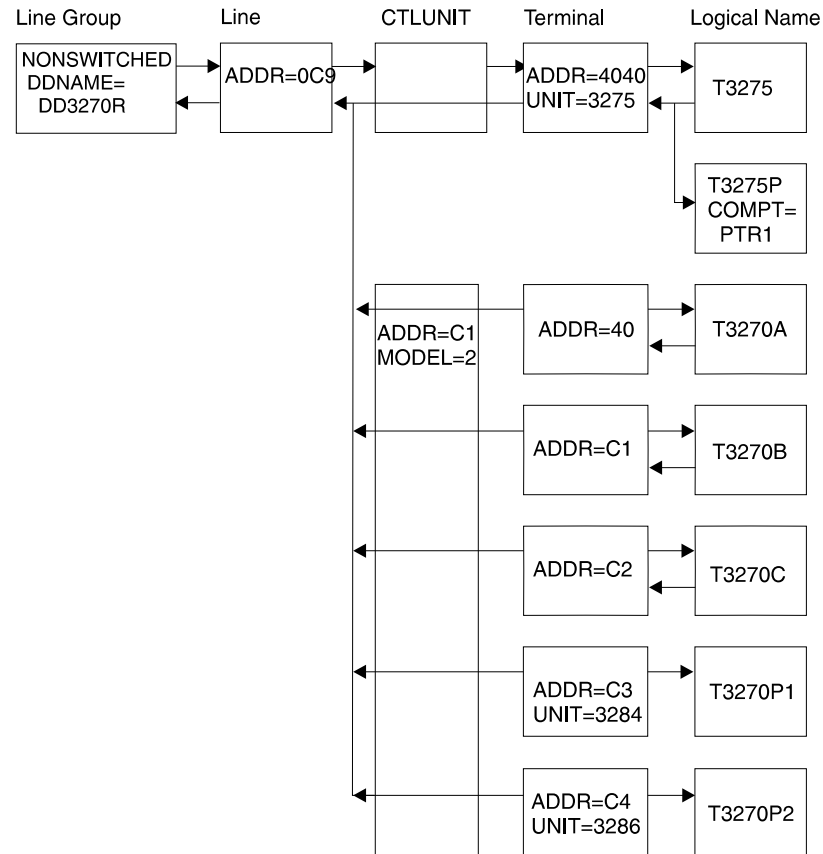 Line Group
Line
CTLUNIT
Terminal
Logical Name
NONSWITCHED
DDNAME=
DD3270R
ADDR=0C9
ADDR=4040
UNIT=3275
T3275
T3275P
COMPT=
PTR1
ADDR=C1
MODEL=2
ADDR=40
T3270A
ADDR=C1
T3270B
ADDR=C2
T3270C
ADDR=C3
UNIT=3284
T3270P1
ADDR=C4
UNIT=3286
T3270P2